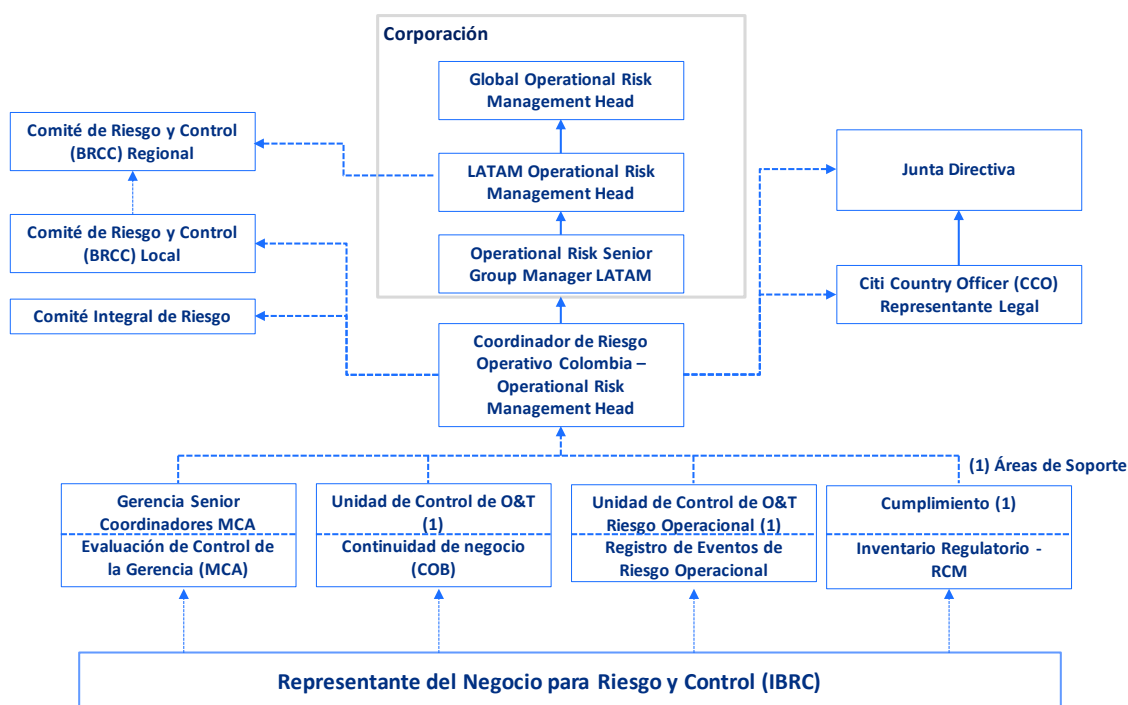 Corporación
Global Operational Risk
Management Head
Comité de Riesgo y Control
(BRCC) Regional
LATAM Operational Risk
Management Head
Junta Directiva
Comité de Riesgo y Control
(BRCC) Local
Operational Risk Senior
Group Manager LATAM
Citi Country Officer (CCO)
Representante Legal
Comité Integral de Riesgo
Coordinador de Riesgo
Operativo Colombia –
Operational Risk
Management Head
(1) Áreas de Soporte
Gerencia Senior
Coordinadores MCA
Evaluación de Control de
la Gerencia (MCA)
Unidad de Control de O&T
(1)
Continuidad de negocio
(COB)
Unidad de Control de O&T
Riesgo Operacional (1)
Registro de Eventos de
Riesgo Operacional
Cumplimiento (1)
Inventario Regulatorio -
RCM
Representante del Negocio para Riesgo y Control (IBRC)